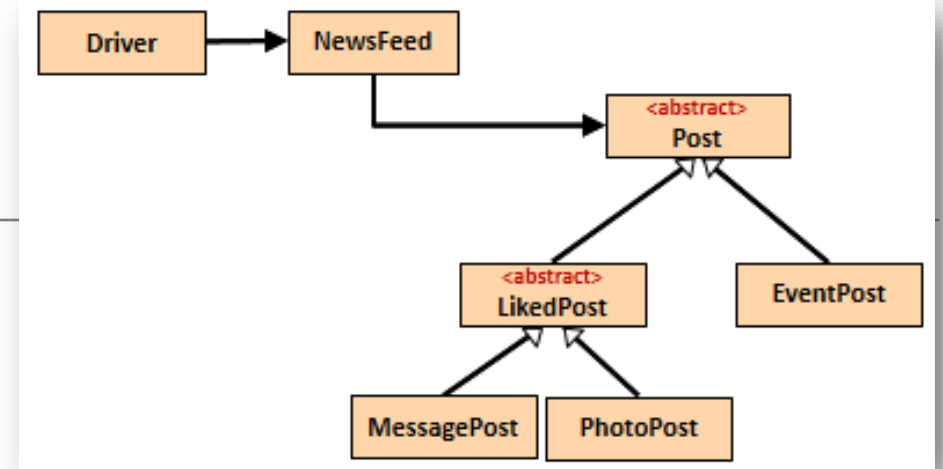 Driver
NewsFeed
<abstract>
Post
<abstract>
LikedPost
EventPost
MessagePost
PhotoPost